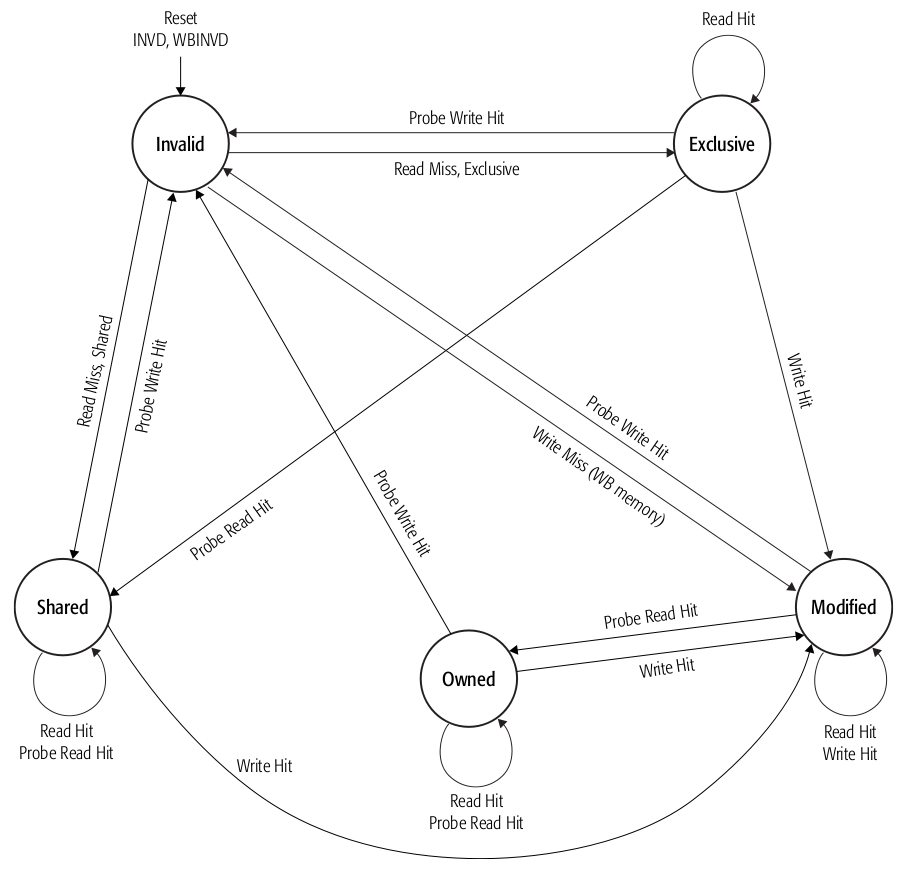 Reset
INVD, WBINVD
Read Hit
Invalid
Probe Write Hit
Exclusive
Read Miss, Exclusive
Read Miss, Shared
Probe Write Hit
Probe Read Hit
Probe Write Hit
Probe Write Hit
Write Miss (WB memory)
Write Hit
Shared
Modified
Owned
Probe Read Hit
Write Hit
Read Hit
Probe Read Hit
Write Hit
Read Hit
Probe Read Hit
Read Hit
Write Hit